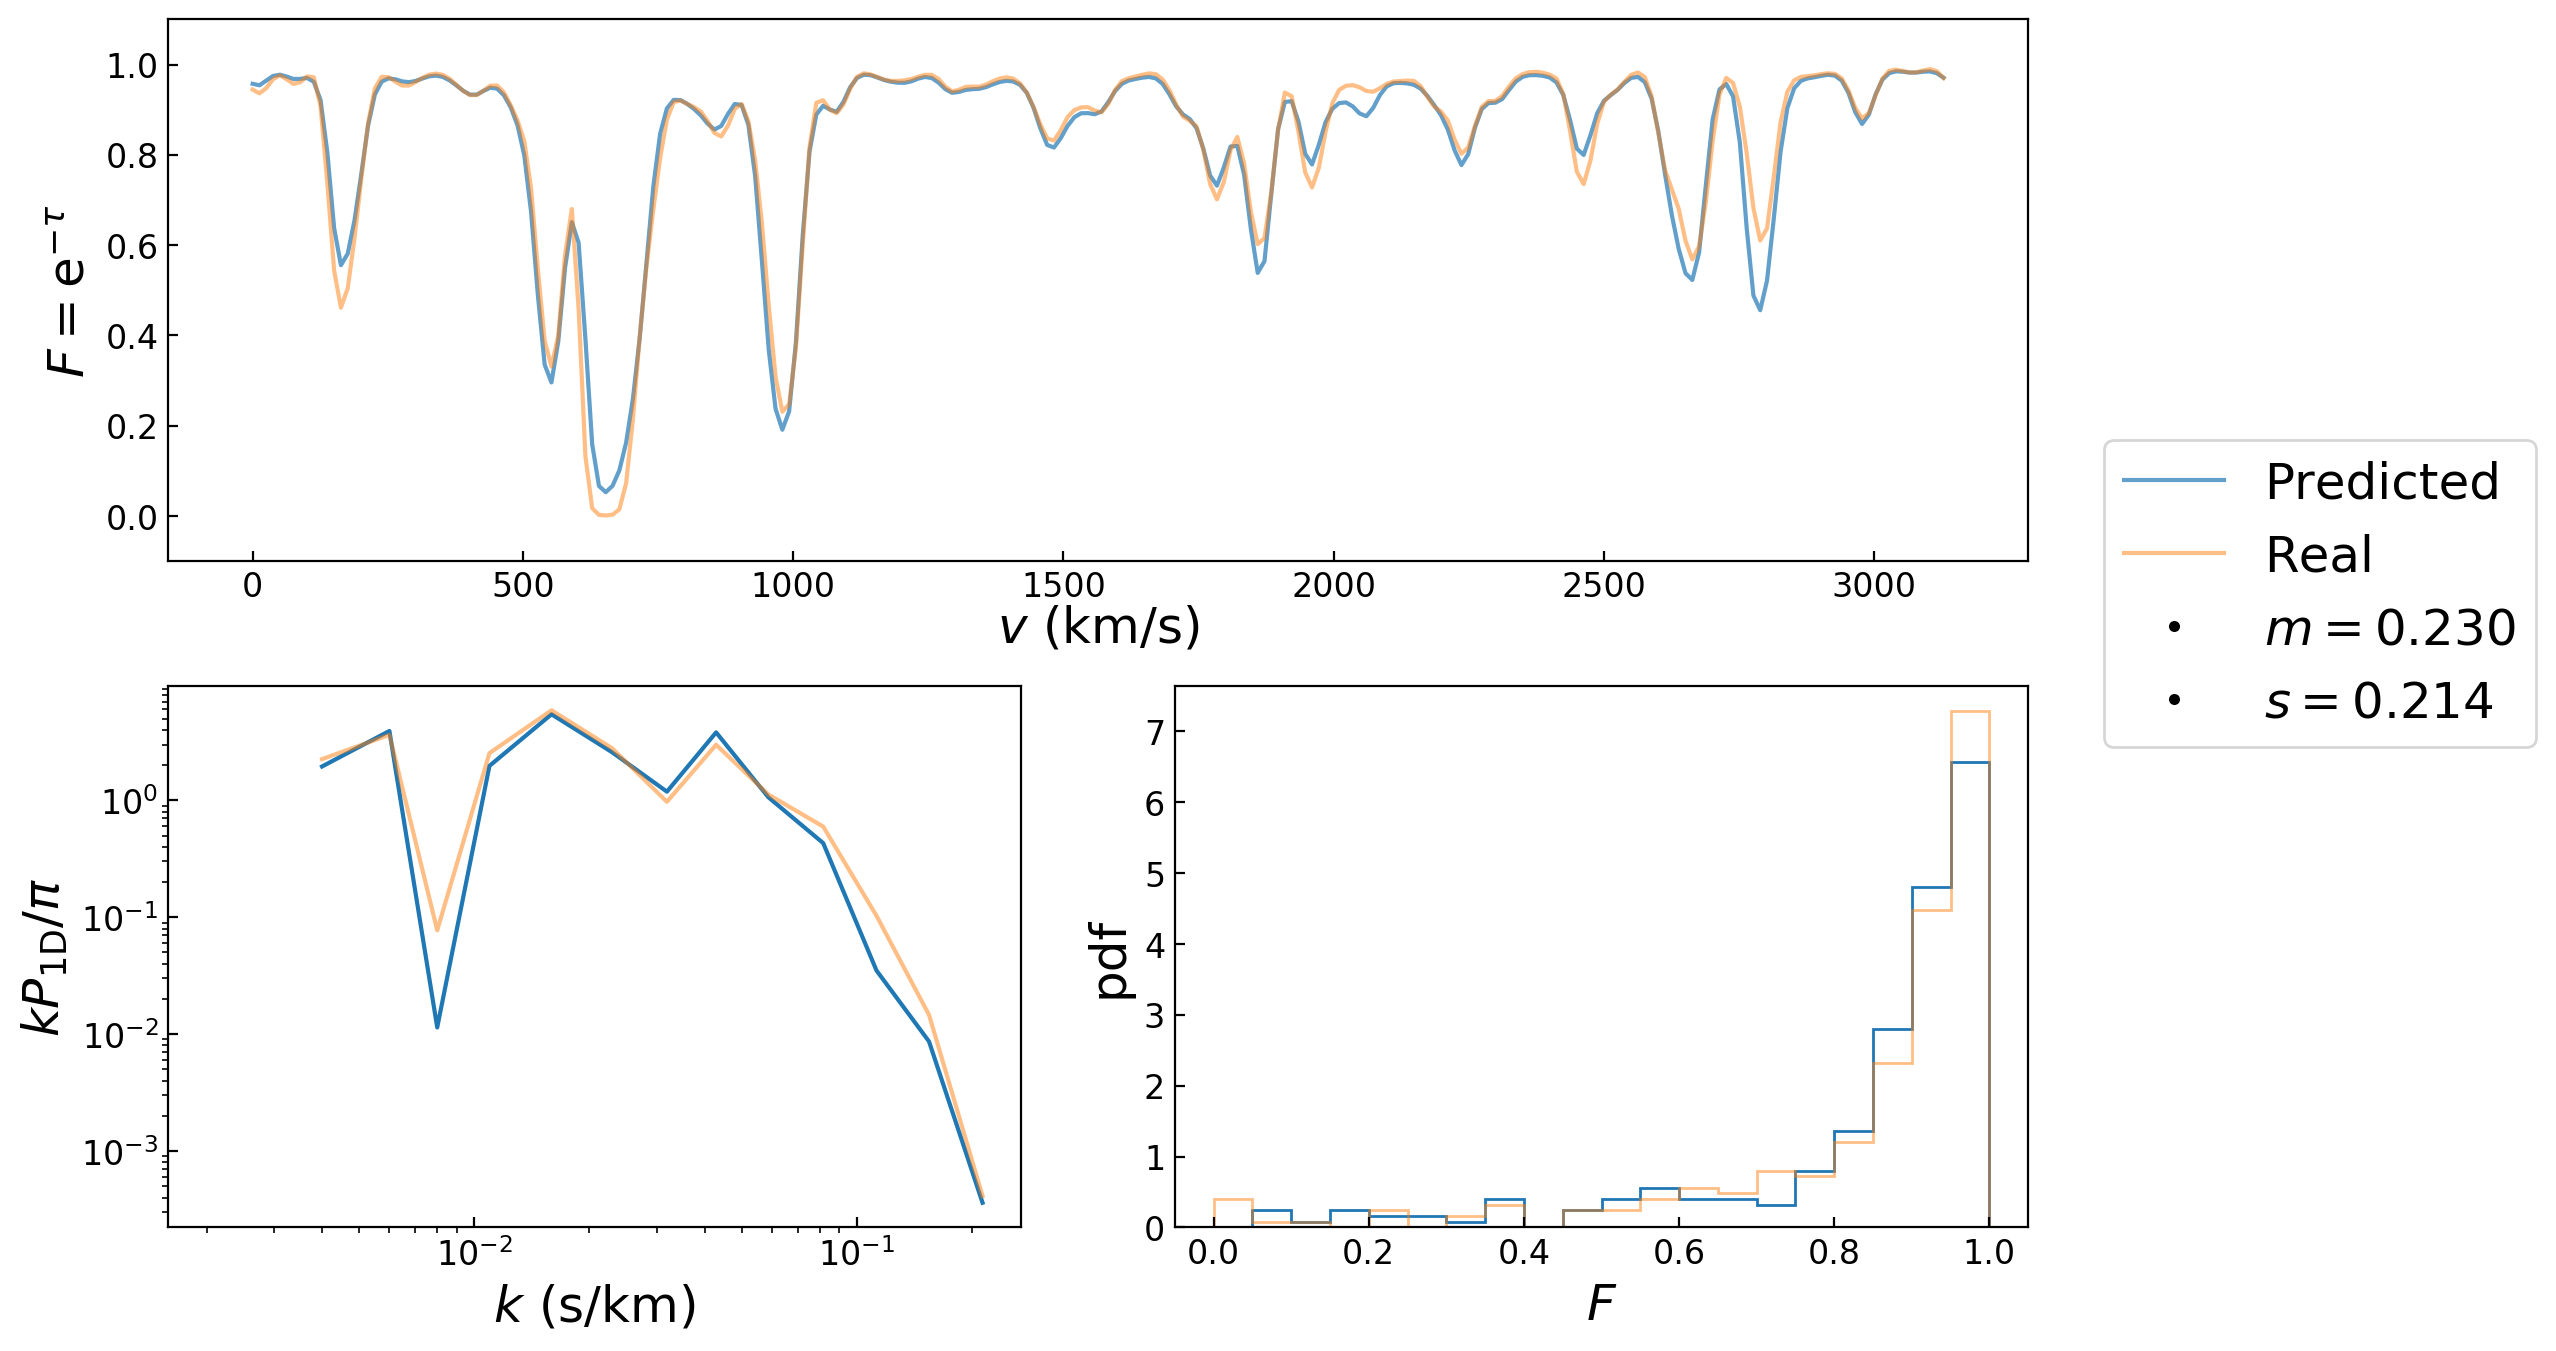 1.0
0.8
0.6
0.4
0.2
0.0
F = e^{−τ}
0 500 1000 1500 2000 2500 3000
v (km/s)
Predicted
Real
m = 0.230
s = 0.214
10^0
10^{−1}
10^{−2}
10^{−3}
kP_{1D}/π
10^{−2} 10^{−1}
k (s/km)
7
6
5
4
3
2
1
0
pdf
0.0 0.2 0.4 0.6 0.8 1.0
F